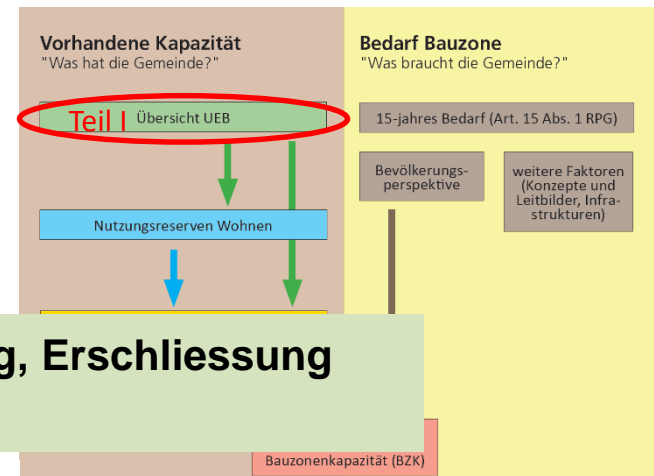 Vorhandene Kapazität
"Was hat die Gemeinde?"
Teil I
Übersicht UEB
Nutzungsreserven Wohnen
Bedarf Bauzone
"Was braucht die Gemeinde?"
15-jahres Bedarf (Art. 15 Abs. 1 RPG)
Bevölkerungs-
perspektive
weitere Faktoren
(Konzepte und
Leitbilder, Infra-
strukturen)
g, Erschliessung
Bauzonenkapazität (BZK)